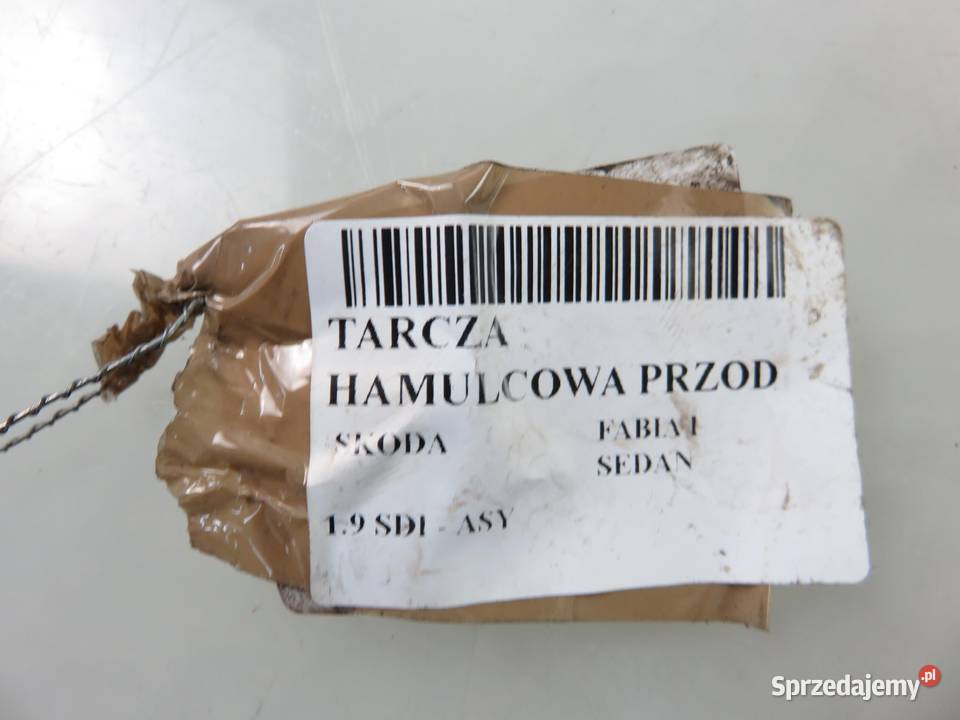 TARCZA
HAMULCOWA PRZOD
SKODA
FABIA I
SEDAN
1.9 SDI - ASY
Sprzedajemy.pl